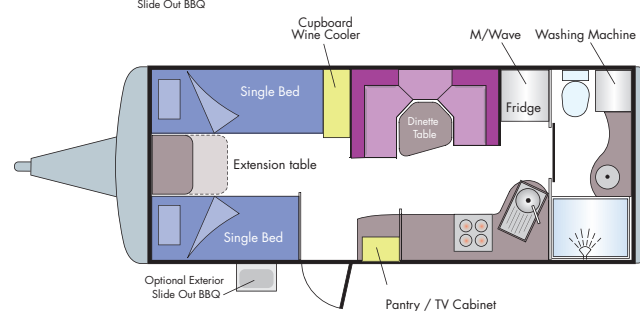 Slide Out BBQ
Cupboard
Wine Cooler
M/Wave
Washing Machine
Single Bed
Dinette
Table
Fridge
Extension table
Single Bed
Optional Exterior
Slide Out BBQ
Pantry / TV Cabinet